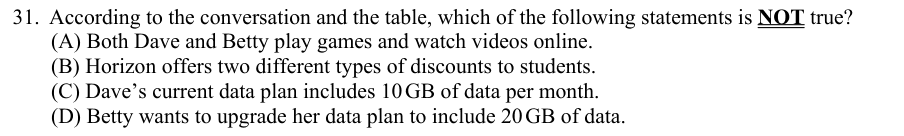 31. According to the conversation and the table, which of the following statements is NOT true?
(A) Both Dave and Betty play games and watch videos online.
(B) Horizon offers two different types of discounts to students.
(C) Dave’s current data plan includes 10 GB of data per month.
(D) Betty wants to upgrade her data plan to include 20 GB of data.